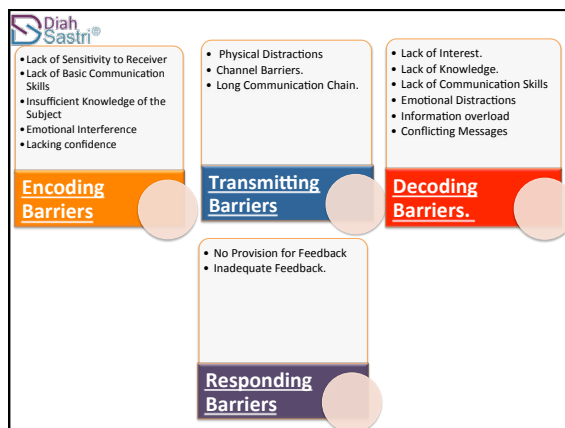 Diah
Sastri®
• Lack of Sensitivity to Receiver
• Lack of Basic Communication
Skills
• Insufficient Knowledge of the
Subject
• Emotional Interference
• Lacking confidence
Encoding
Barriers
• Physical Distractions
• Channel Barriers.
• Long Communication Chain.
Transmitting
Barriers
• Lack of Interest.
• Lack of Knowledge.
• Lack of Communication Skills
• Emotional Distractions
• Information overload
• Conflicting Messages
Decoding
Barriers.
• No Provision for Feedback
• Inadequate Feedback.
Responding
Barriers